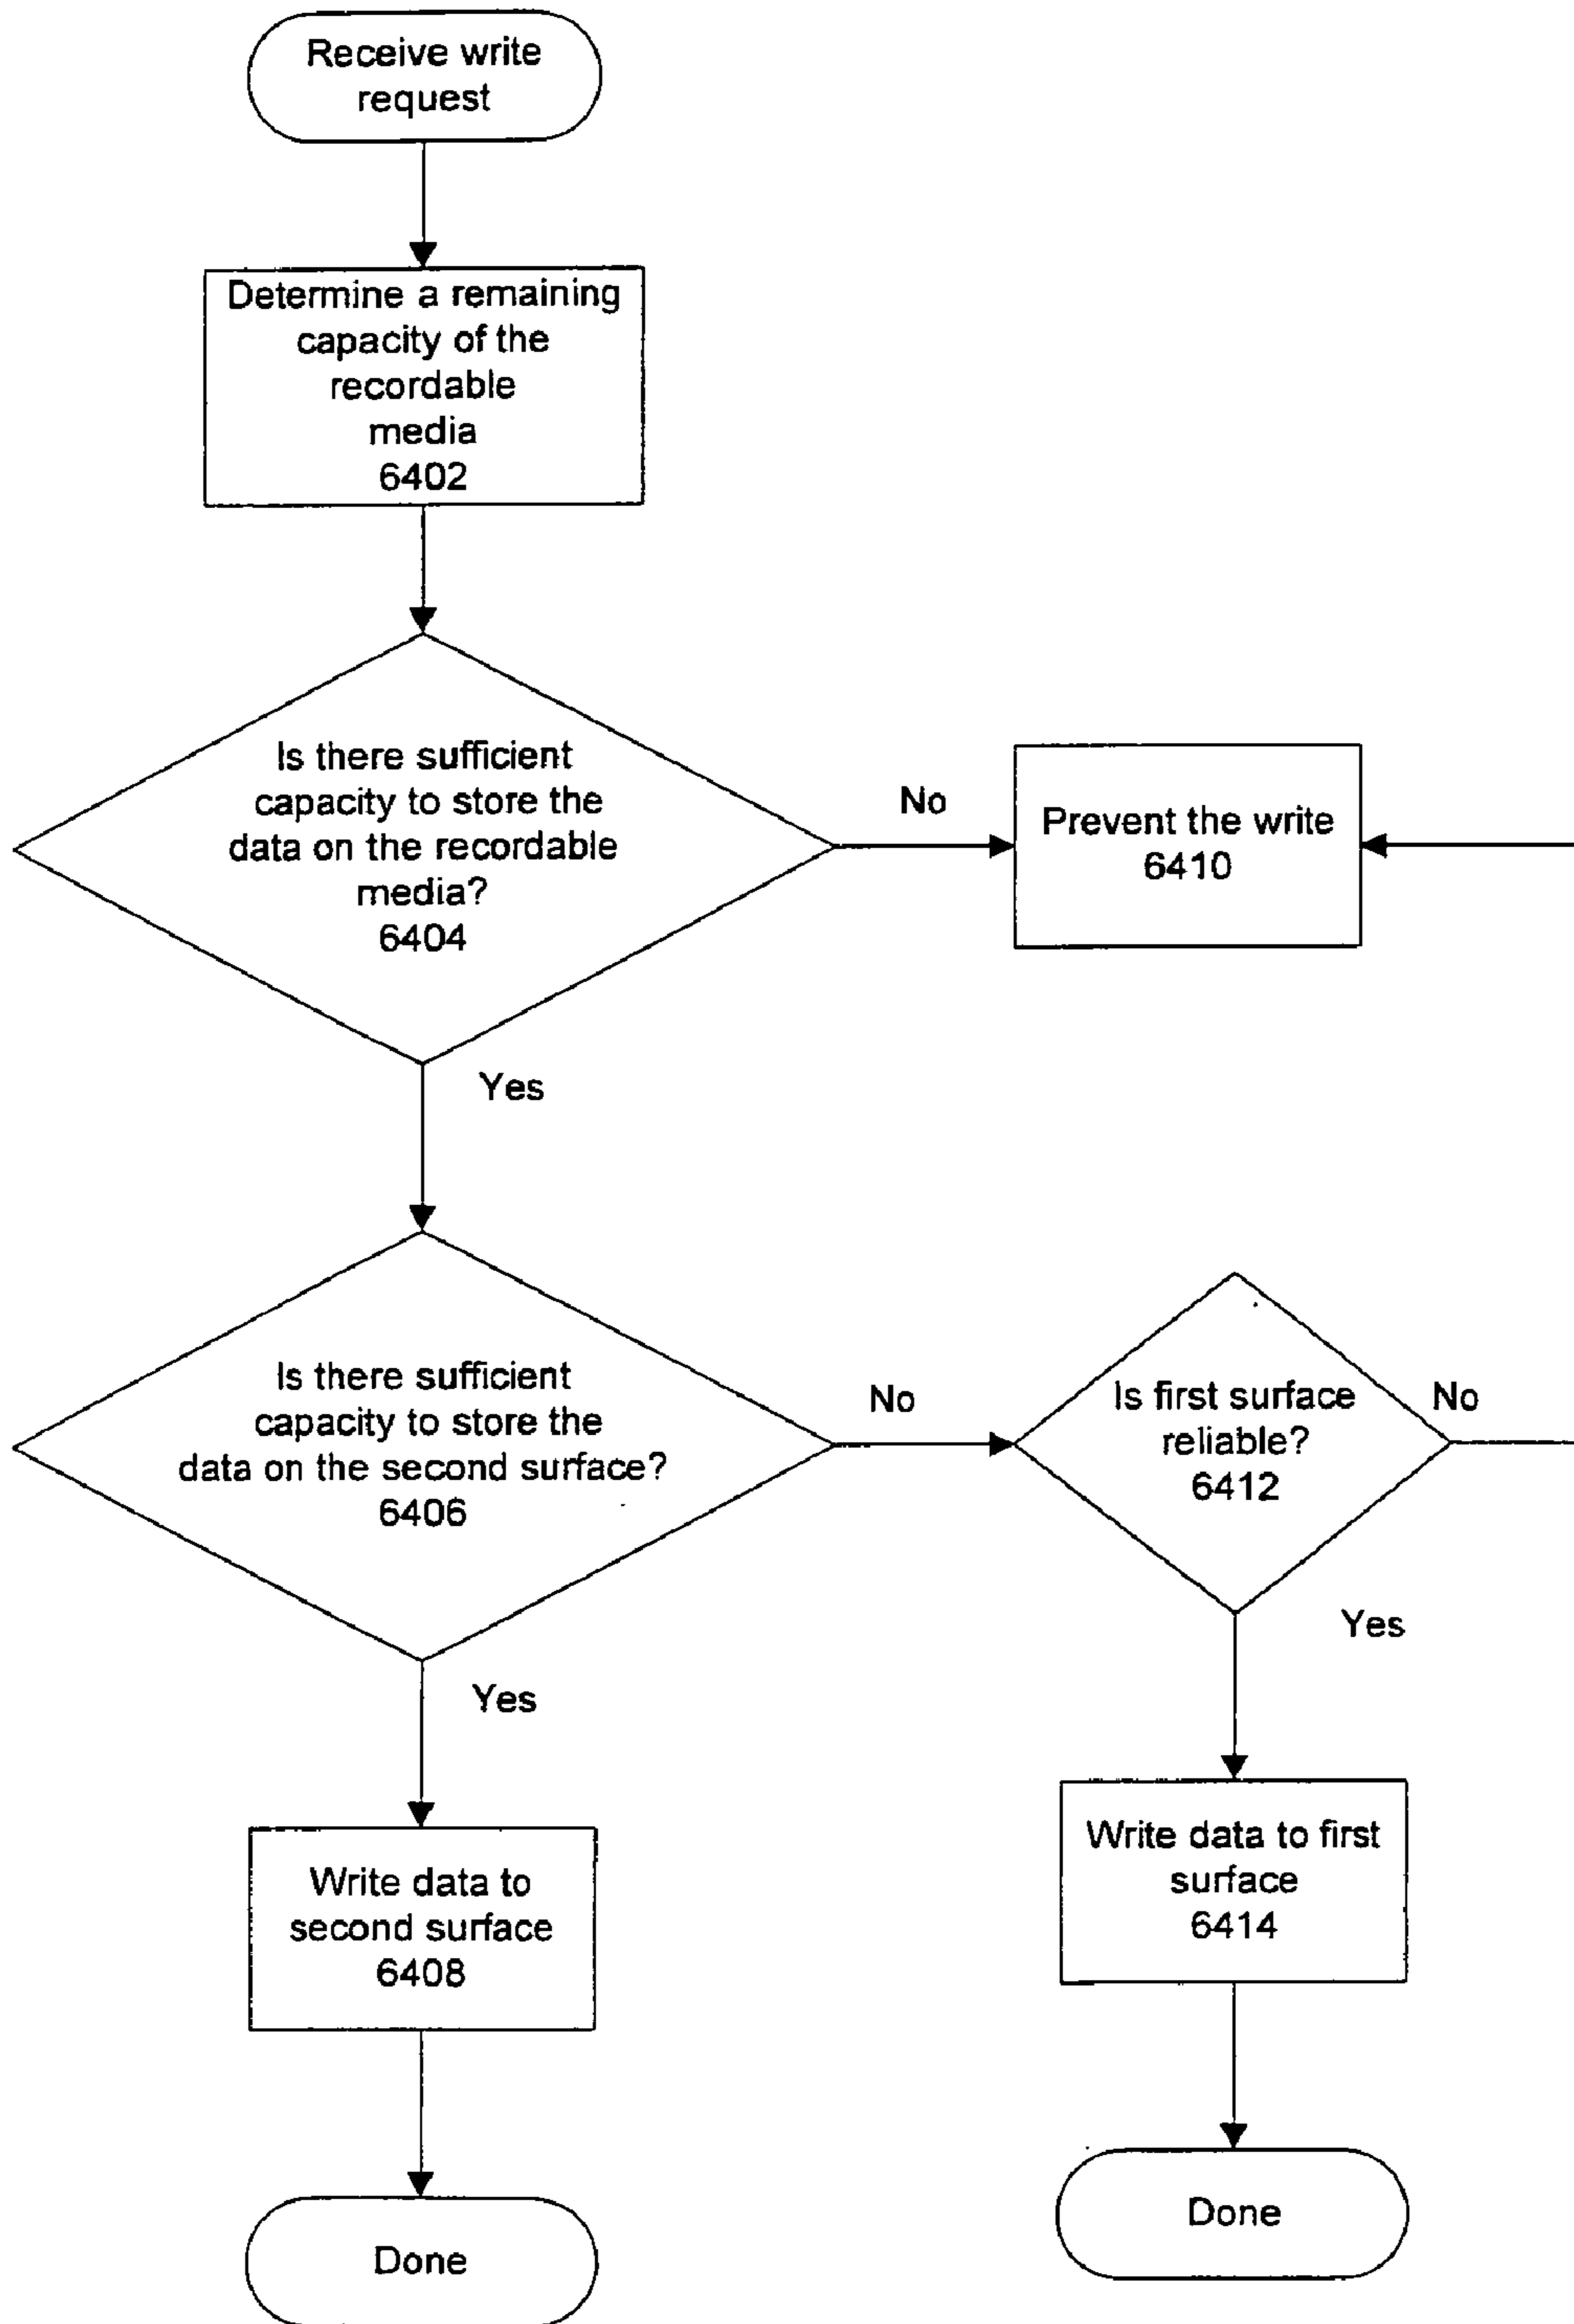 Receive write
request
Determine a remaining
capacity of the
recordable
media
6402
Is there sufficient
capacity to store the
data on the recordable
media?
6404
No
Prevent the write
6410
Yes
Is there sufficient
capacity to store the
data on the second surface?
6406
No
Is first surface
reliable?
6412
No
Yes
Yes
Write data to
second surface
6408
Write data to first
surface
6414
Done
Done